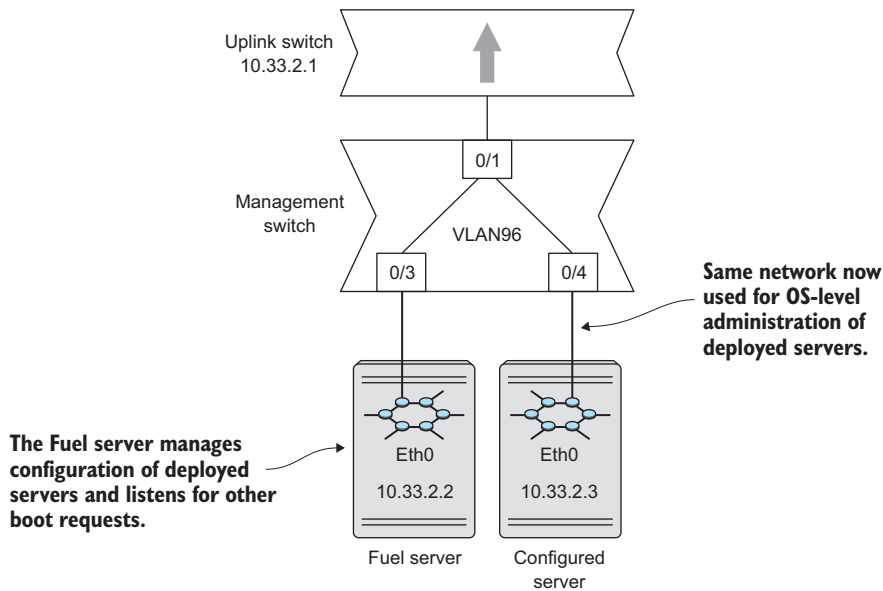 Uplink switch
10.33.2.1
0/1
Management
switch
VLAN96
0/3
0/4
Same network now
used for OS-level
administration of
deployed servers.
The Fuel server manages
configuration of deployed
servers and listens for other
boot requests.
Eth0
10.33.2.2
Eth0
10.33.2.3
Fuel server
Configured
server